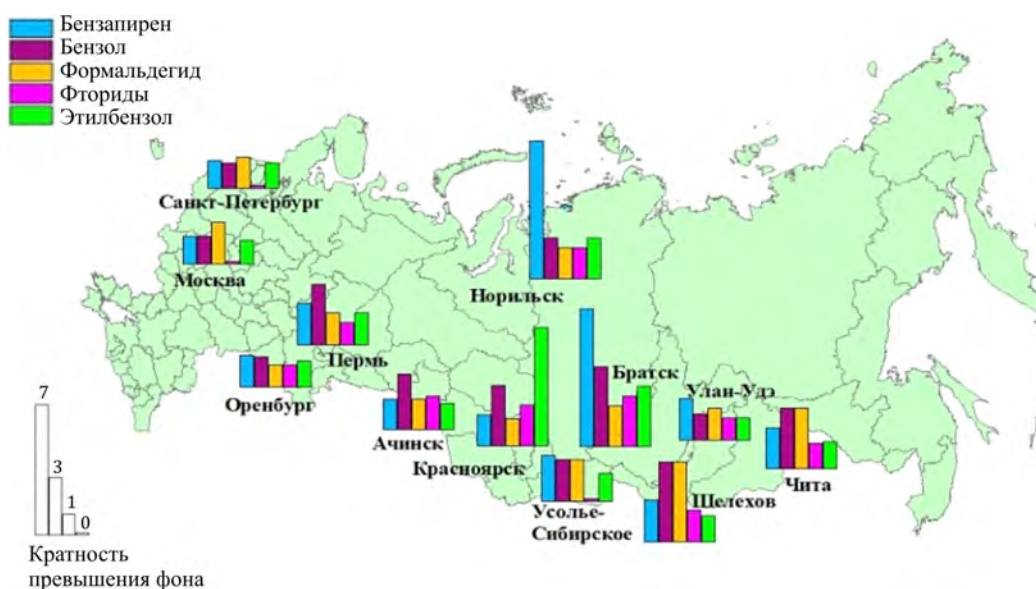 Бензапирен
Бензол
Формальдегид
Фториды
Этилбензол
Санкт-Петербург
Москва
Норильск
Пермь
Братск
Улан-Удэ
Оренбург
Ачинск
Красноярск
Чита
Шелехов
Усолье-
Сибирское
7
3
1
0
Кратность
превышения фона